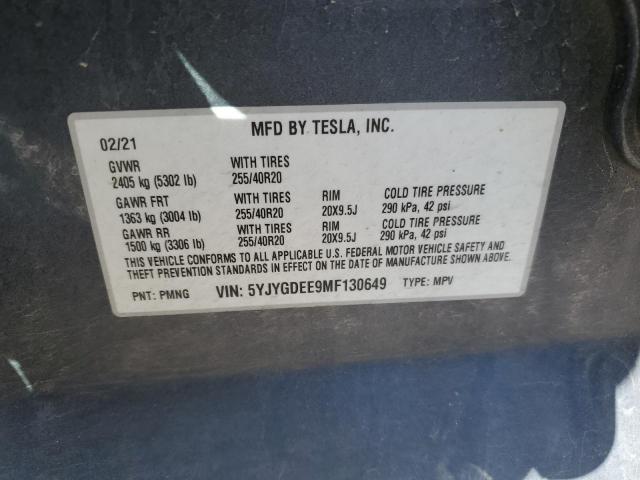 MFD BY TESLA, INC.
02/21
GVWR WITH TIRES
2405 kg (5302 lb) 255/40R20
GAWR FRT WITH TIRES RIM COLD TIRE PRESSURE
1363 kg (3004 lb) 255/40R20 20X9.5J 290 kPa, 42 psi
GAWR RR WITH TIRES RIM COLD TIRE PRESSURE
1500 kg (3306 lb) 255/40R20 20X9.5J 290 kPa, 42 psi
THIS VEHICLE CONFORMS TO ALL APPLICABLE U.S. FEDERAL MOTOR VEHICLE SAFETY AND
THEFT PREVENTION STANDARDS IN EFFECT ON THE DATE OF MANUFACTURE SHOWN ABOVE.
PNT: PMNG VIN: 5YJYGDEE9MF130649 TYPE: MPV